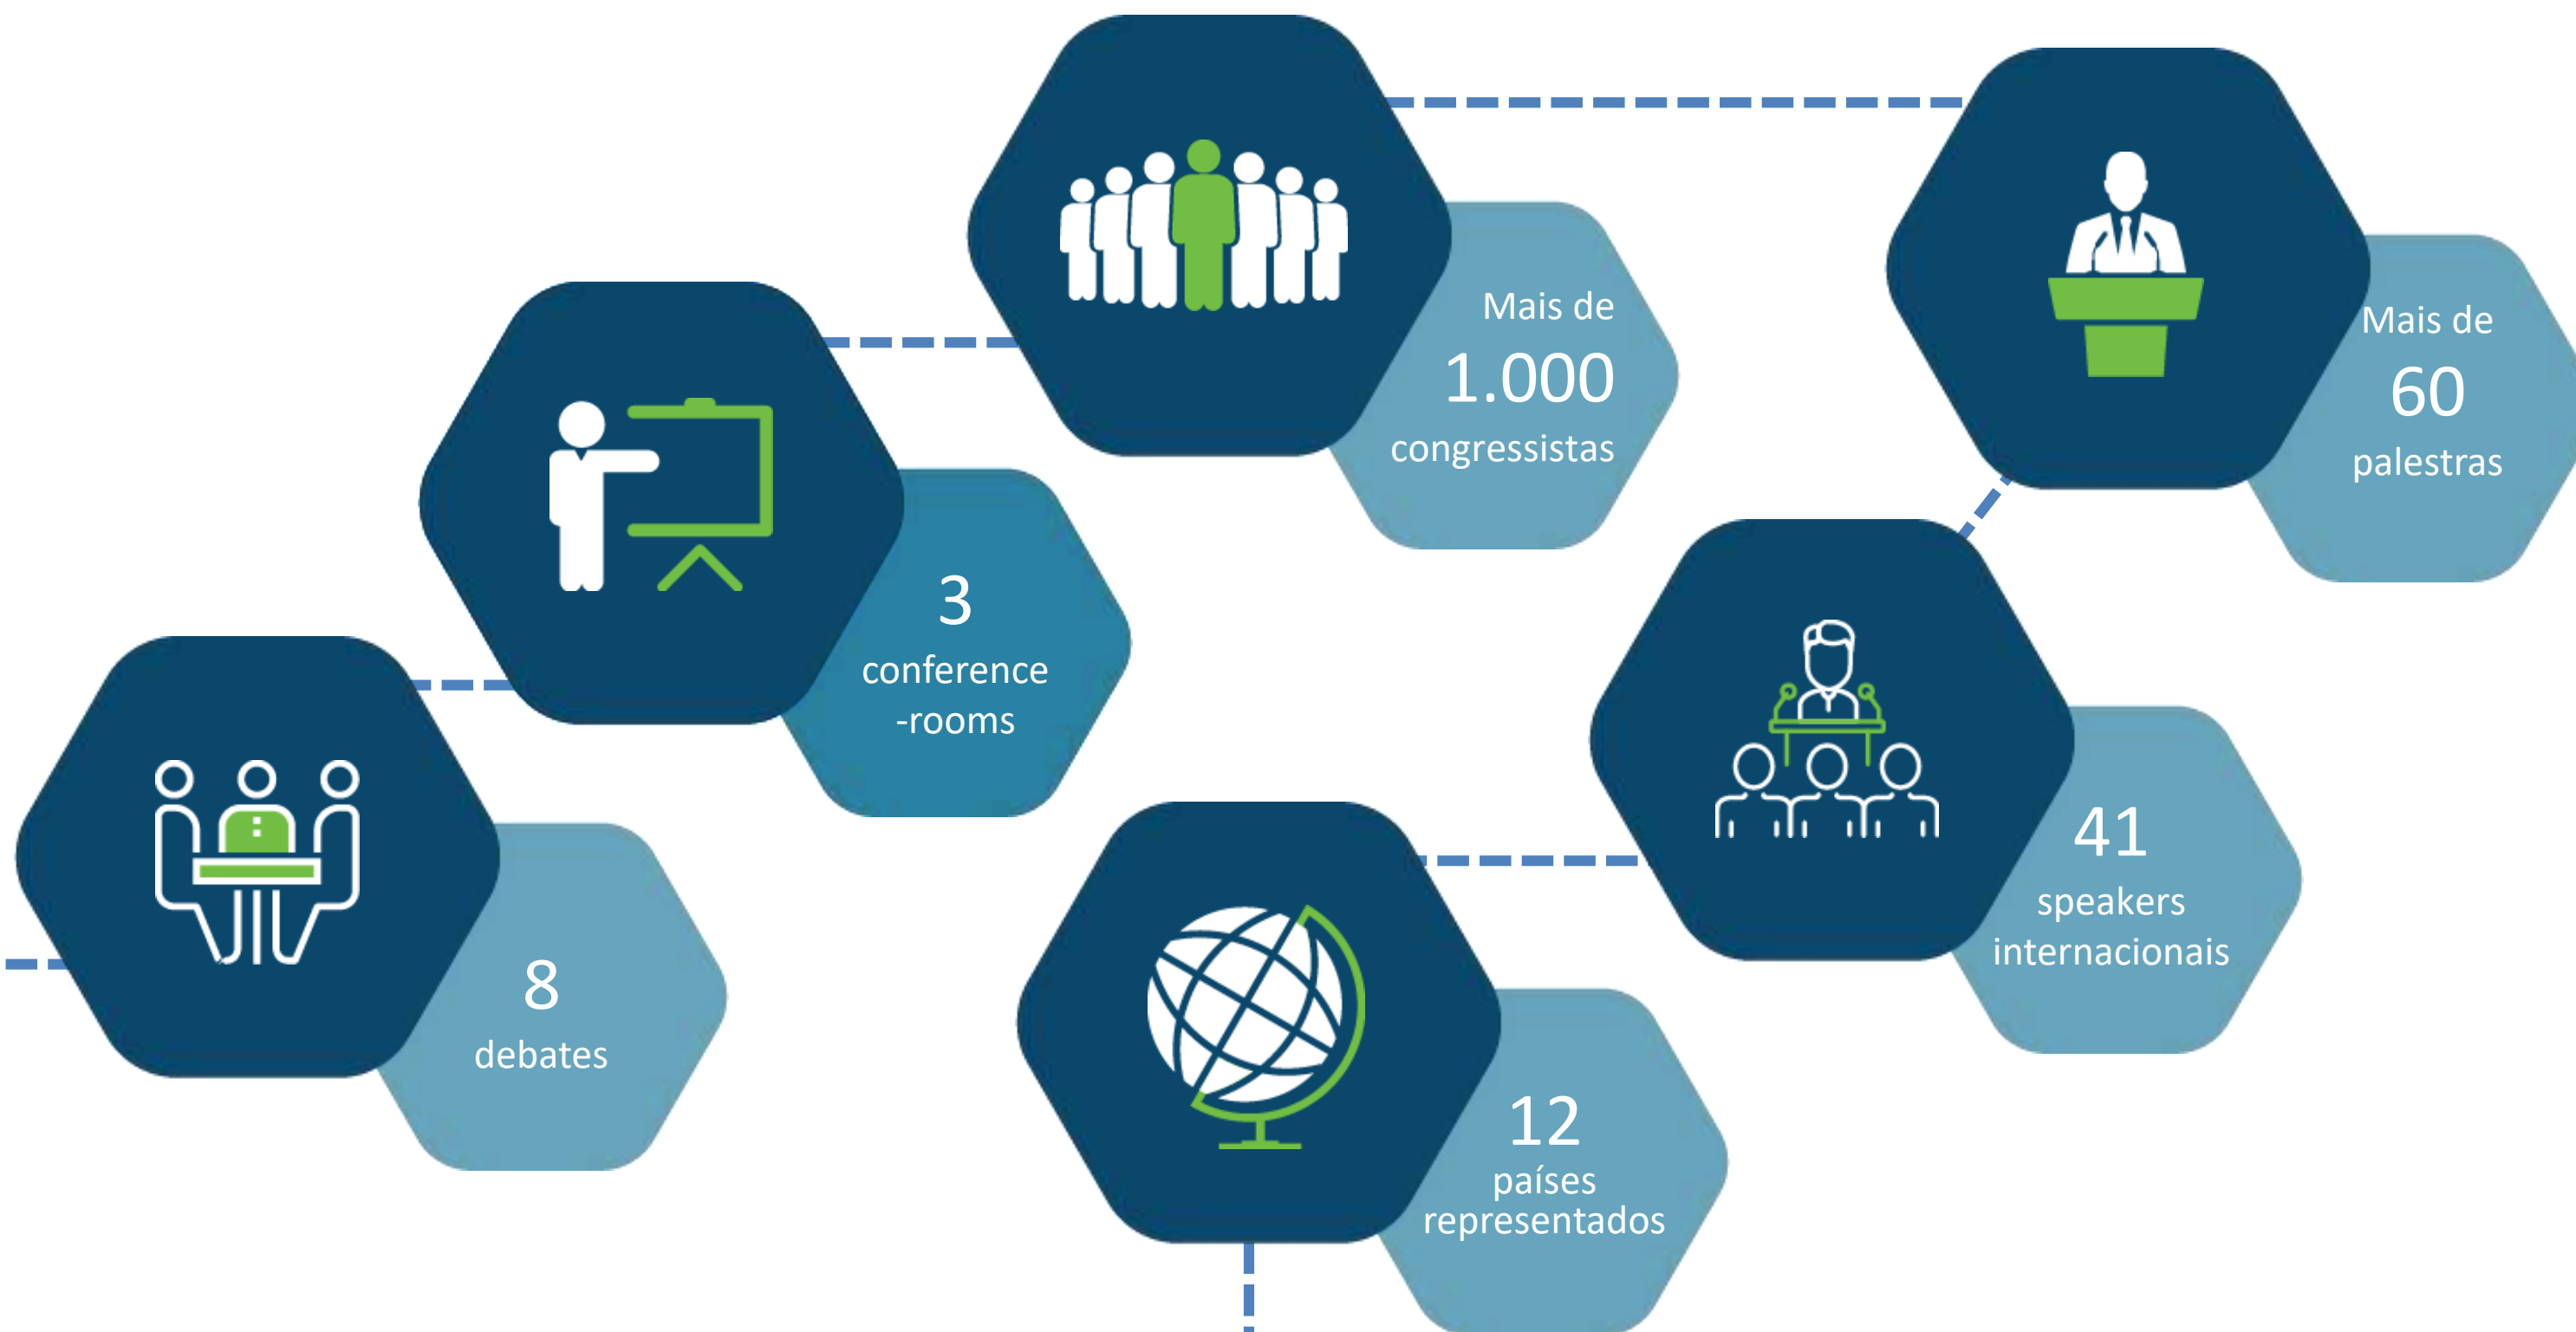 Mais de
1.000
congressistas
Mais de
60
palestras
3
conference
-rooms
41
speakers
internacionais
8
debates
12
países
representados